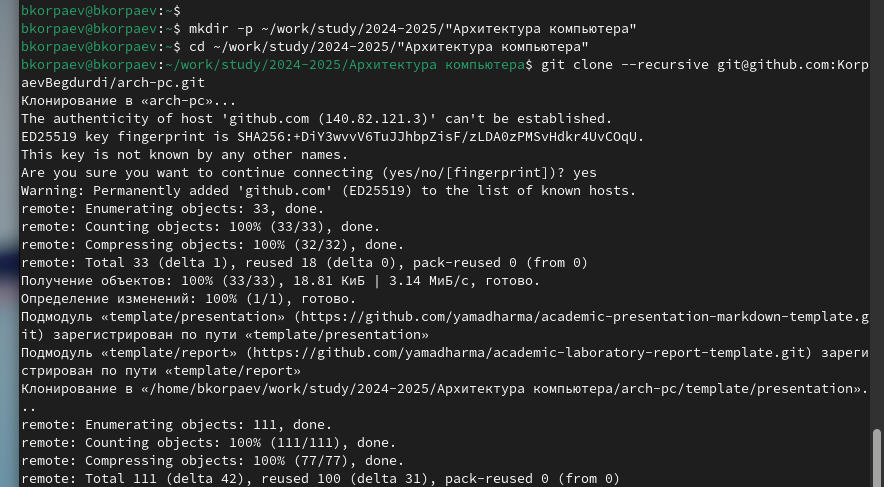 bkorpaev@bkorpaev:~$
bkorpaev@bkorpaev:~$ mkdir -p ~/work/study/2024-2025/"Архитектура компьютера"
bkorpaev@bkorpaev:~$ cd ~/work/study/2024-2025/"Архитектура компьютера"
bkorpaev@bkorpaev:~/work/study/2024-2025/Архитектура компьютера$ git clone --recursive git@github.com:Korp
aevBegdurdi/arch-pc.git
Клонирование в «arch-pc»...
The authenticity of host 'github.com (140.82.121.3)' can't be established.
ED25519 key fingerprint is SHA256:+DiY3wvvV6TuJJhbpZisF/zLDA0zPMSvHdkr4UvCOqU.
This key is not known by any other names.
Are you sure you want to continue connecting (yes/no/[fingerprint])? yes
Warning: Permanently added 'github.com' (ED25519) to the list of known hosts.
remote: Enumerating objects: 33, done.
remote: Counting objects: 100% (33/33), done.
remote: Compressing objects: 100% (32/32), done.
remote: Total 33 (delta 1), reused 18 (delta 0), pack-reused 0 (from 0)
Получение объектов: 100% (33/33), 18.81 КиБ | 3.14 МиБ/с, готово.
Определение изменений: 100% (1/1), готово.
Подмодуль «template/presentation» (https://github.com/yamadharma/academic-presentation-markdown-template.g
it) зарегистрирован по пути «template/presentation»
Подмодуль «template/report» (https://github.com/yamadharma/academic-laboratory-report-template.git) зареги
стрирован по пути «template/report»
Клонирование в «/home/bkorpaev/work/study/2024-2025/Архитектура компьютера/arch-pc/template/presentation».
..
remote: Enumerating objects: 111, done.
remote: Counting objects: 100% (111/111), done.
remote: Compressing objects: 100% (77/77), done.
remote: Total 111 (delta 42), reused 100 (delta 31), pack-reused 0 (from 0)